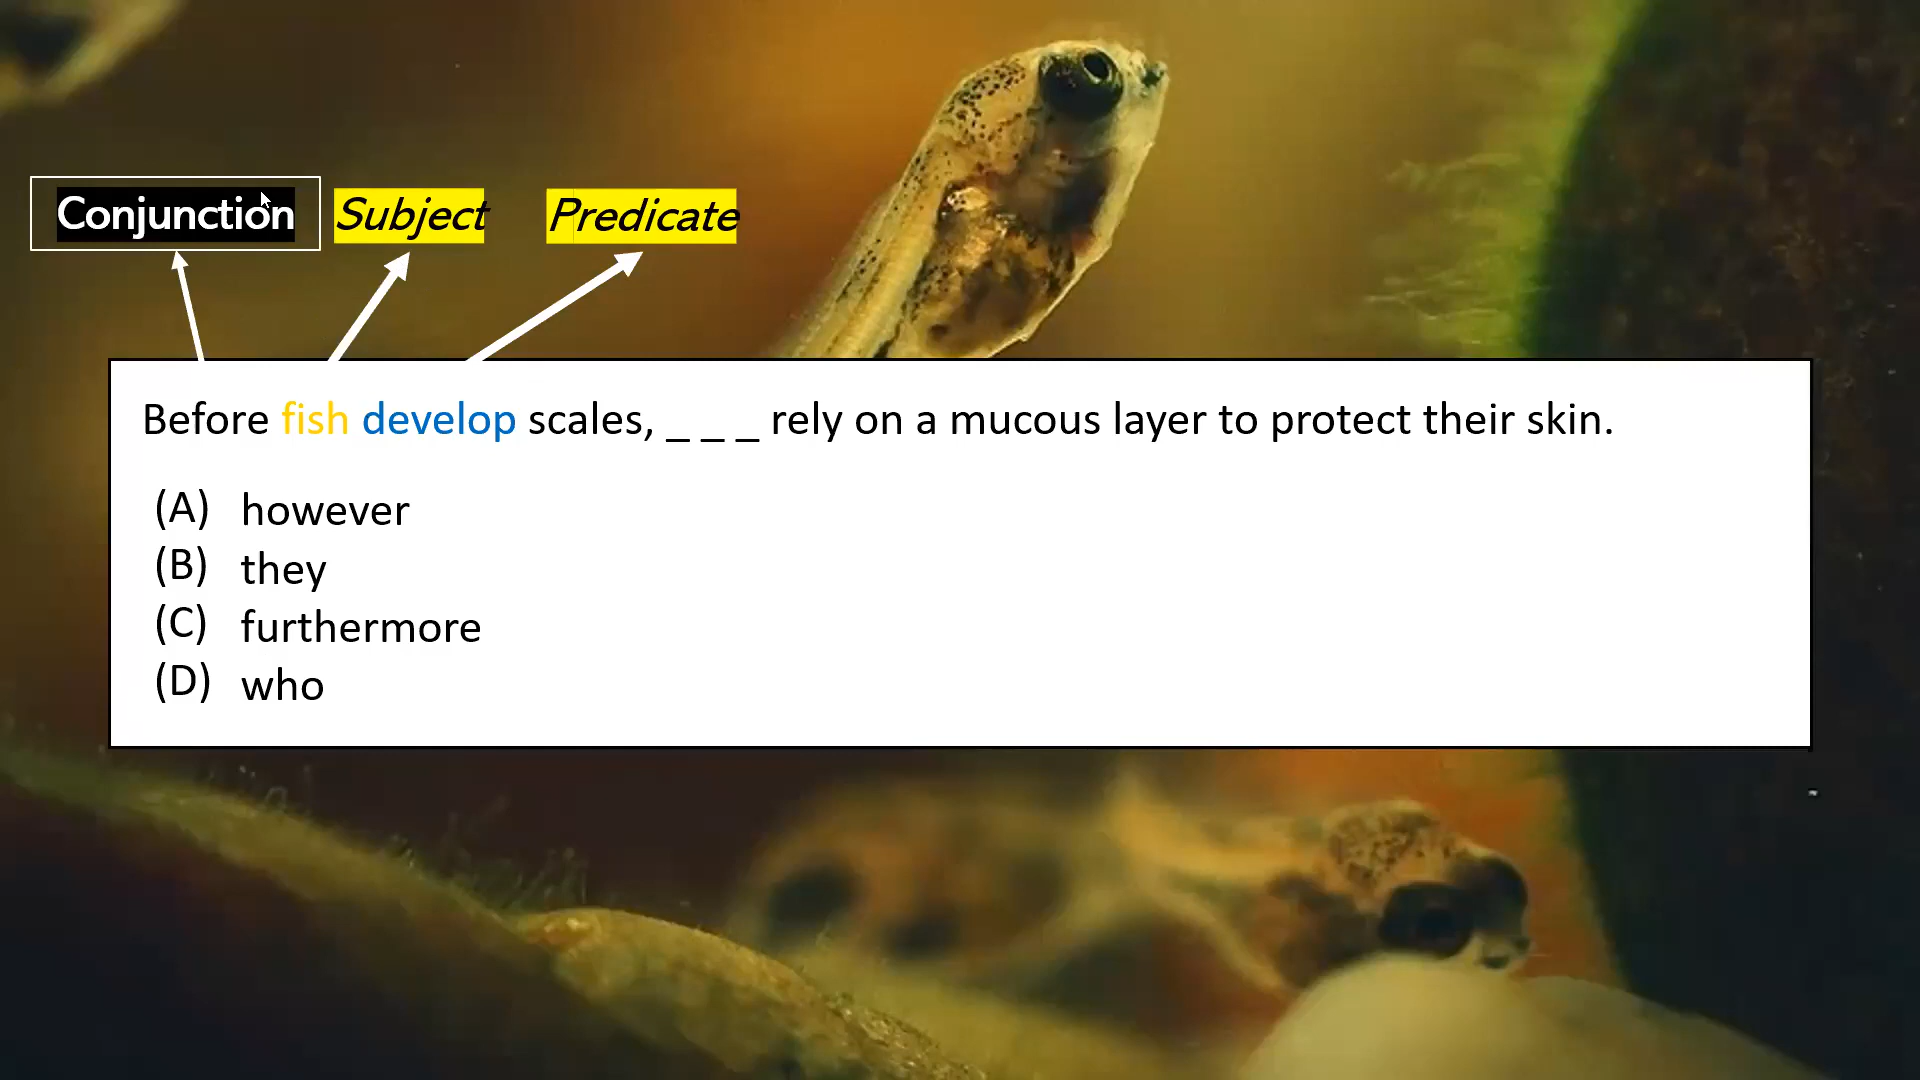 Conjunction Subject Predicate
Before fish develop scales, _ _ _ rely on a mucous layer to protect their skin.
(A) however
(B) they
(C) furthermore
(D) who